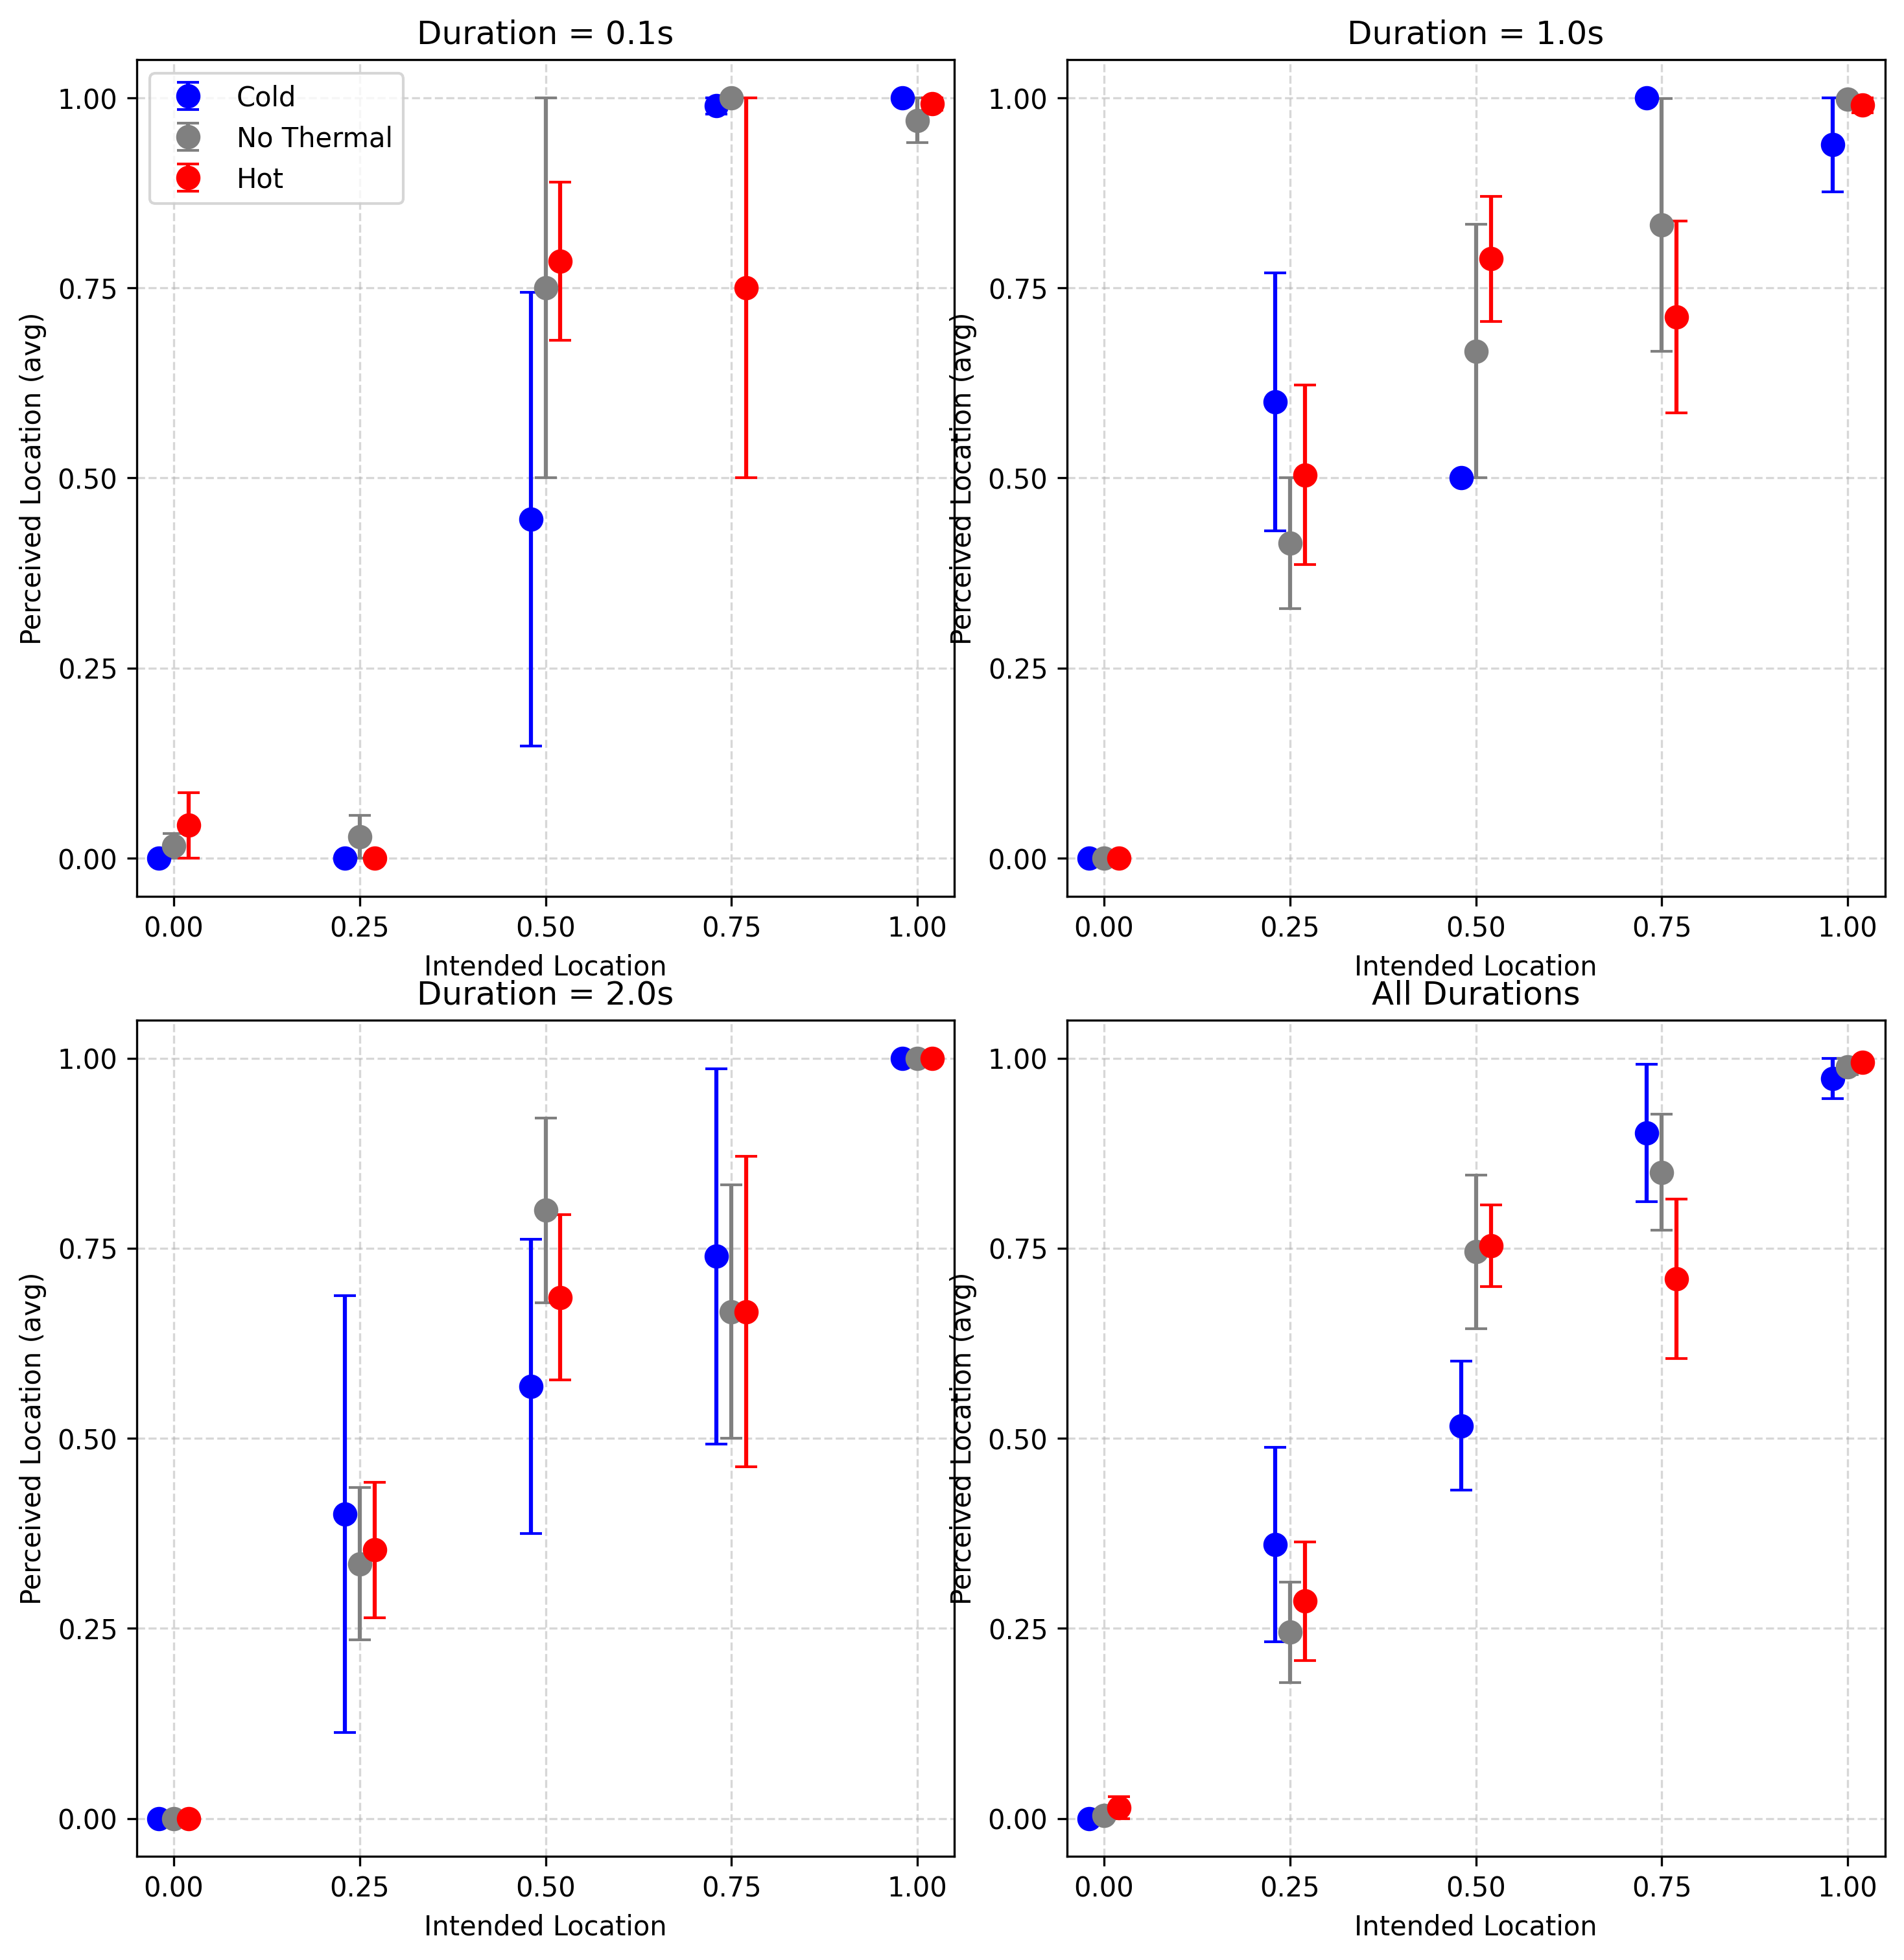 Duration = 0.1s
Perceived Location (avg)
1.00
0.75
0.50
0.25
0.00
Cold
No Thermal
Hot
0.00 0.25 0.50 0.75 1.00
Intended Location
Duration = 1.0s
Perceived Location (avg)
1.00
0.75
0.50
0.25
0.00
0.00 0.25 0.50 0.75 1.00
Intended Location
Duration = 2.0s
Perceived Location (avg)
1.00
0.75
0.50
0.25
0.00
0.00 0.25 0.50 0.75 1.00
Intended Location
All Durations
Perceived Location (avg)
1.00
0.75
0.50
0.25
0.00
0.00 0.25 0.50 0.75 1.00
Intended Location